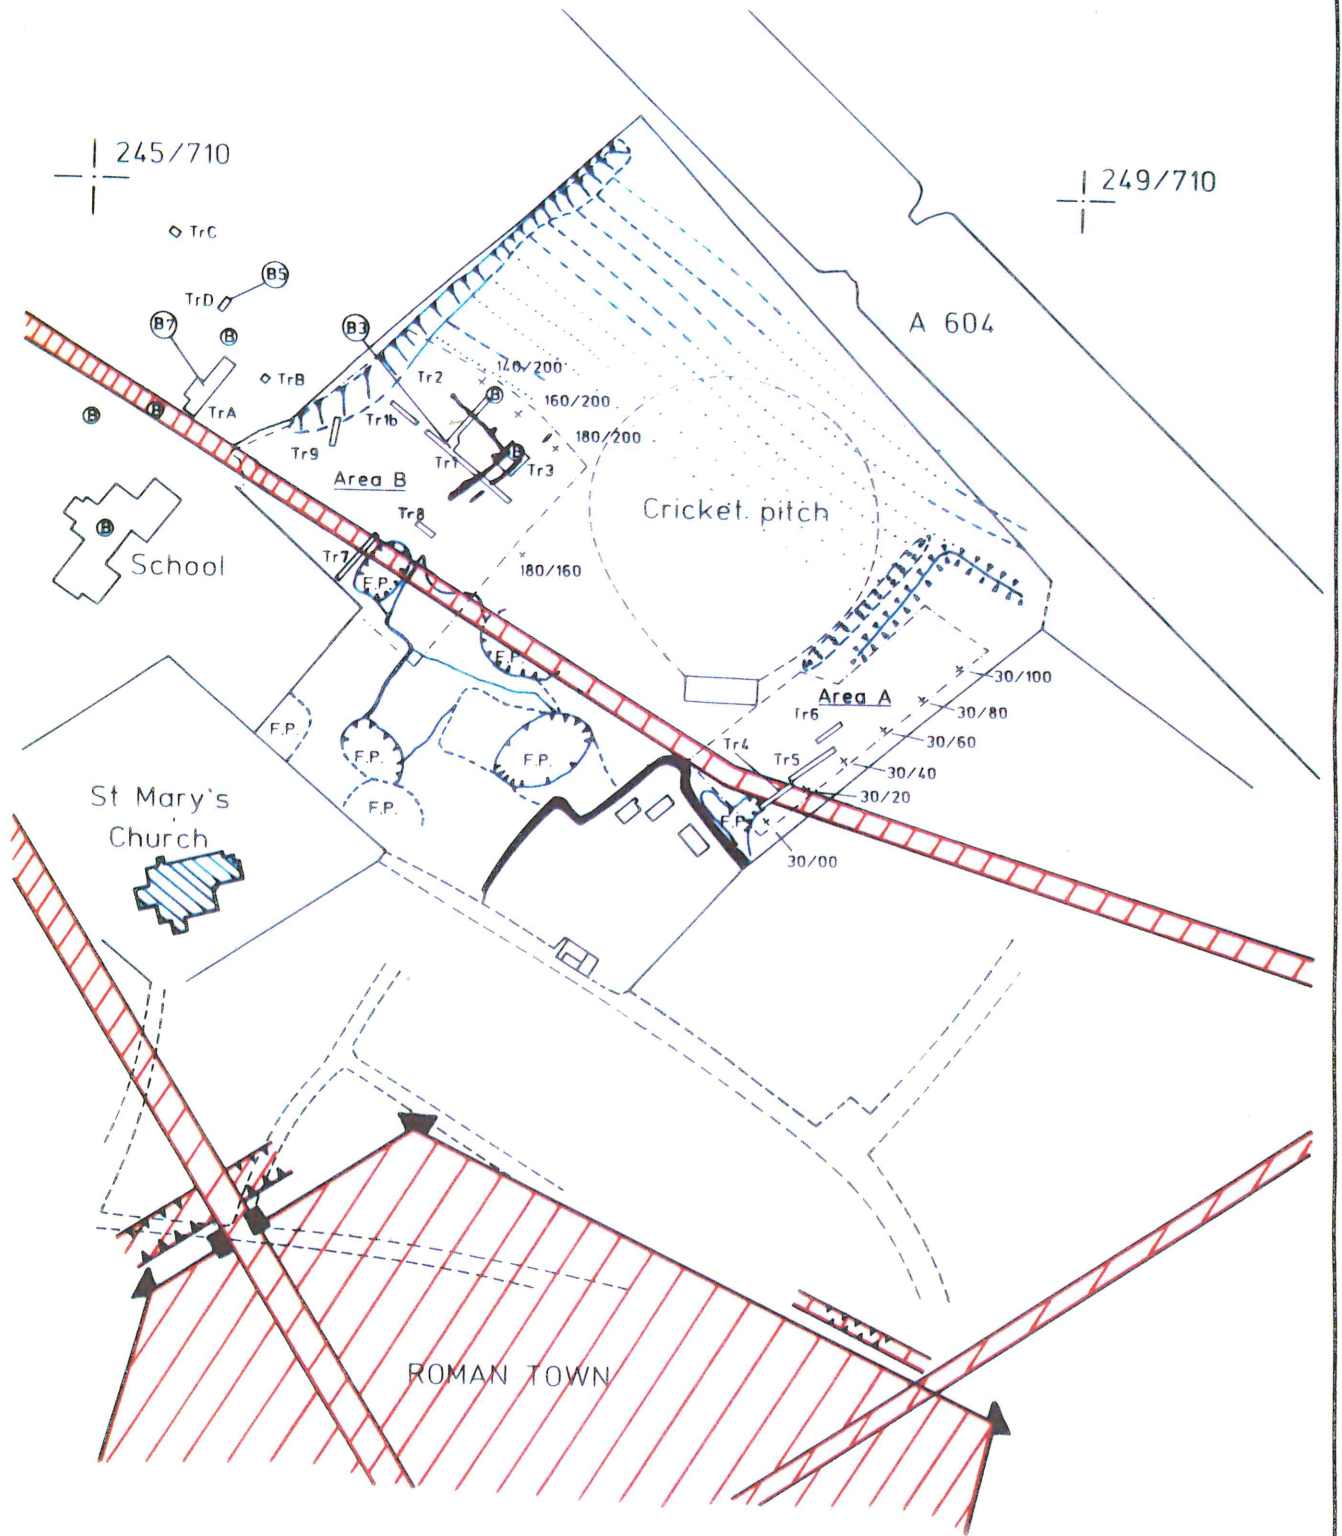 245/710
249/710
TrC
B5
TrD
B7
B
B3
A 604
TrB
140/200
Tr2
B
160/200
B
B
TrA
Tr1b
180/200
Tr9
Tr1
B
Tr3
Area B
Cricket pitch
Tr8
B
School
Tr7
F.P.
180/160
F.P.
30/100
Area A
30/80
Tr6
F.P.
30/60
Tr4
F.P.
F.P.
Tr5
30/40
St Mary's
Church
F.P.
30/20
F.P.
30/00
ROMAN TOWN